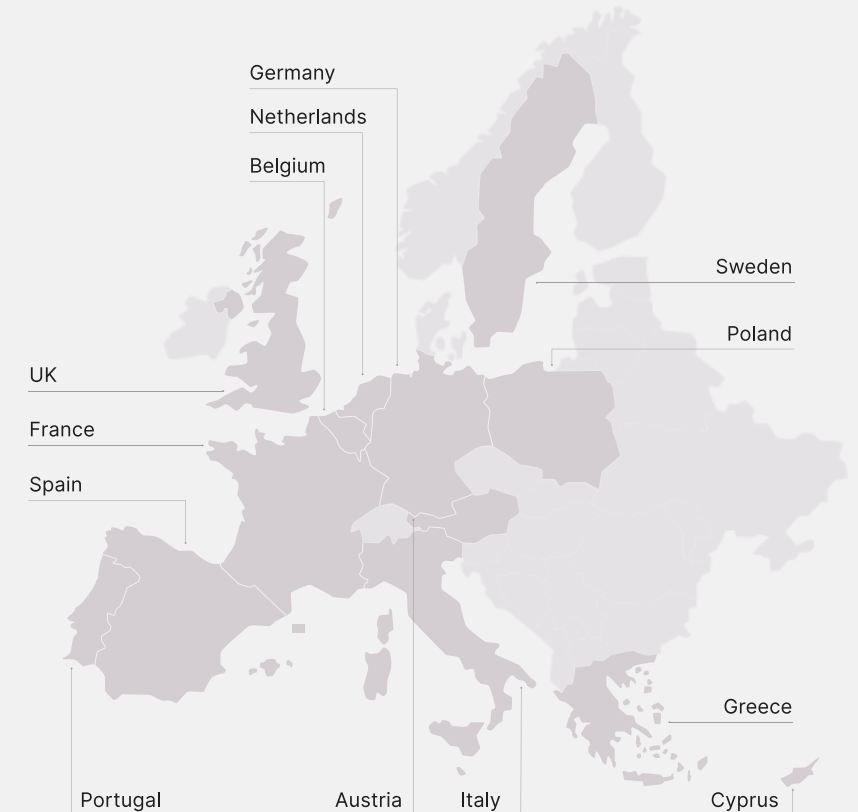 Germany
Netherlands
Belgium
Sweden
Poland
UK
France
Spain
Greece
Portugal
Austria
Italy
Cyprus